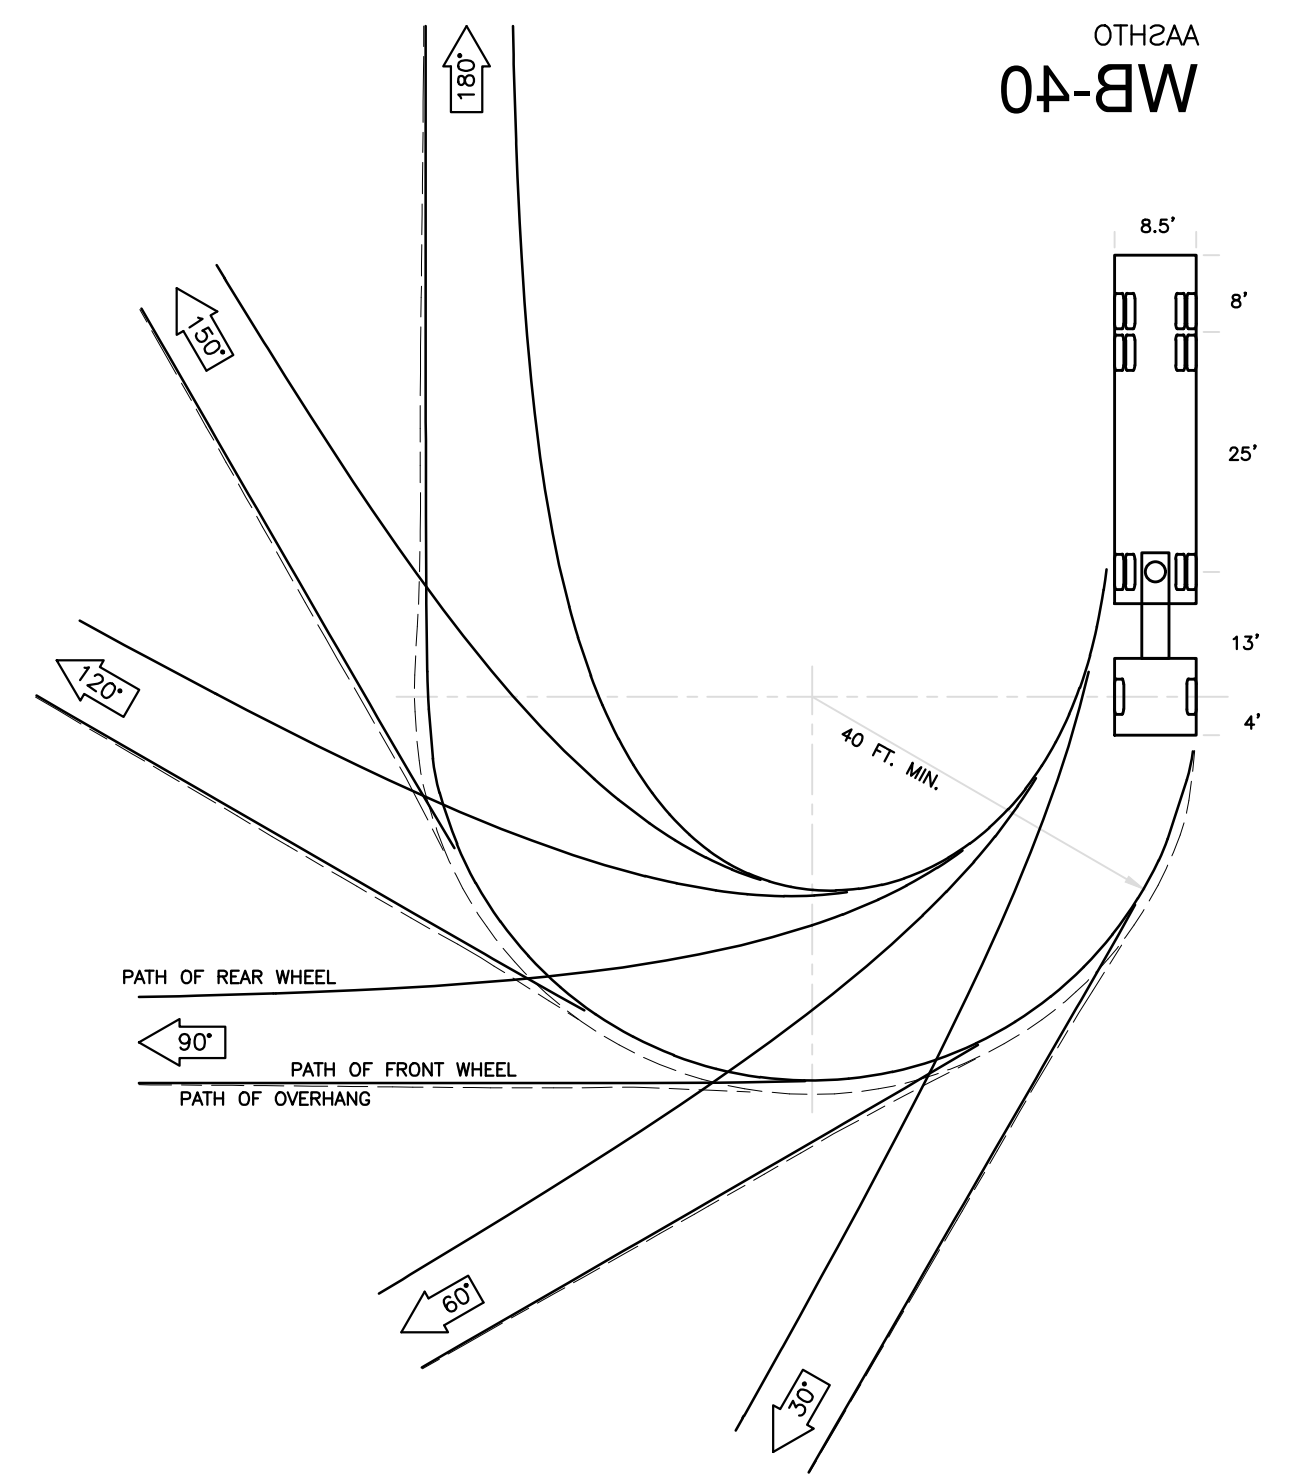 AASHTO
WB-40
180°
8.5'
8'
150°
25'
13'
120°
4'
40 FT. MIN.
PATH OF REAR WHEEL
90°
PATH OF FRONT WHEEL
PATH OF OVERHANG
60°
30°